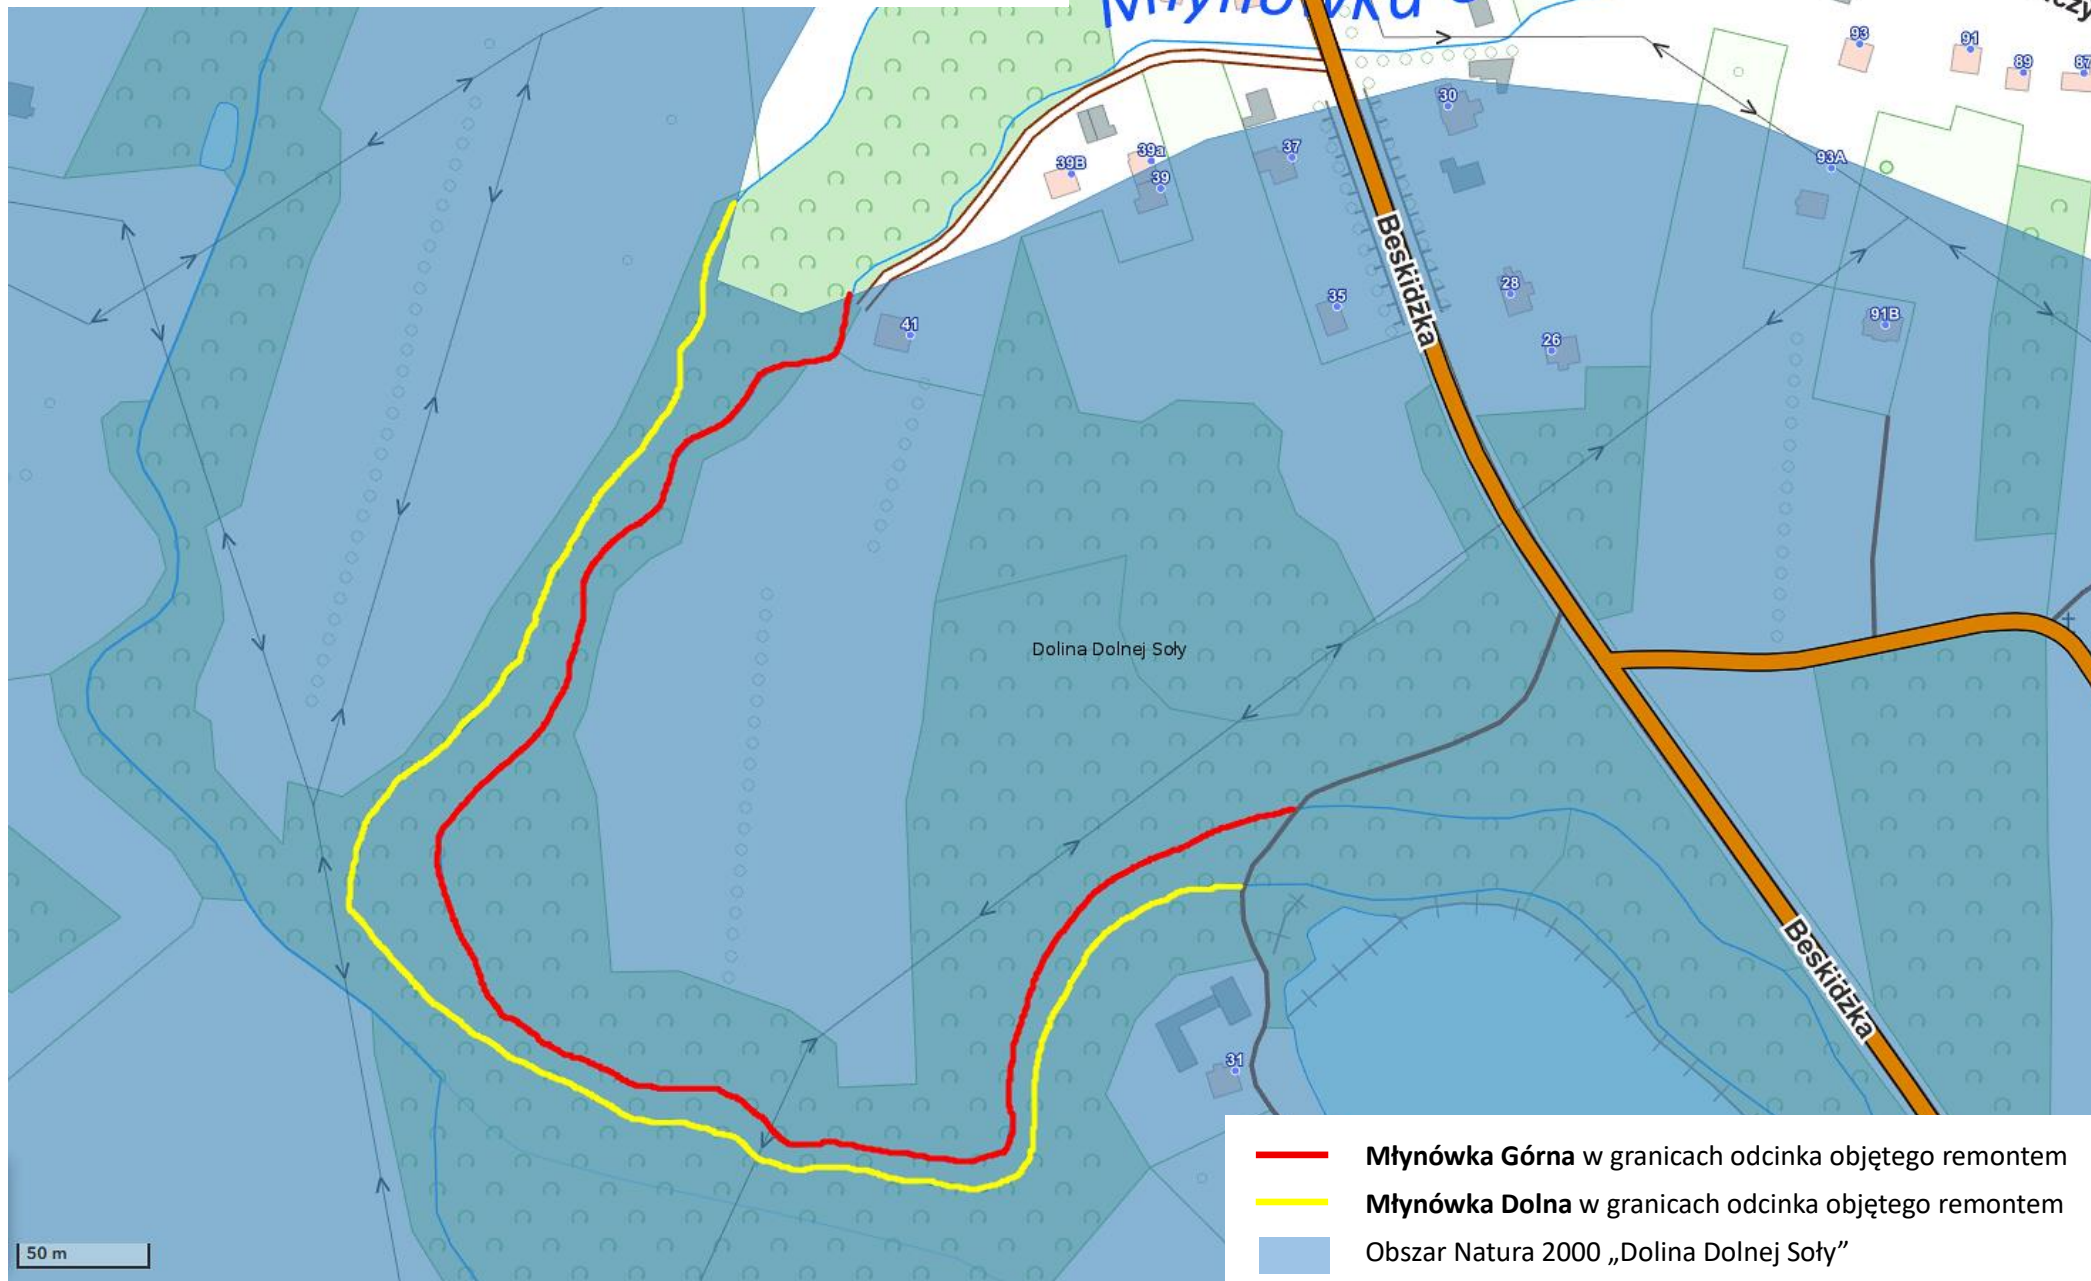 Młynówka
93
91
89
87
30
93A
39B
39a
39
37
Beskidzka
35
28
26
91B
41
Dolina Dolnej Soły
Beskidzka
31
Młynówka Górna w granicach odcinka objętego remontem
Młynówka Dolna w granicach odcinka objętego remontem
Obszar Natura 2000 „Dolina Dolnej Soły”
50 m